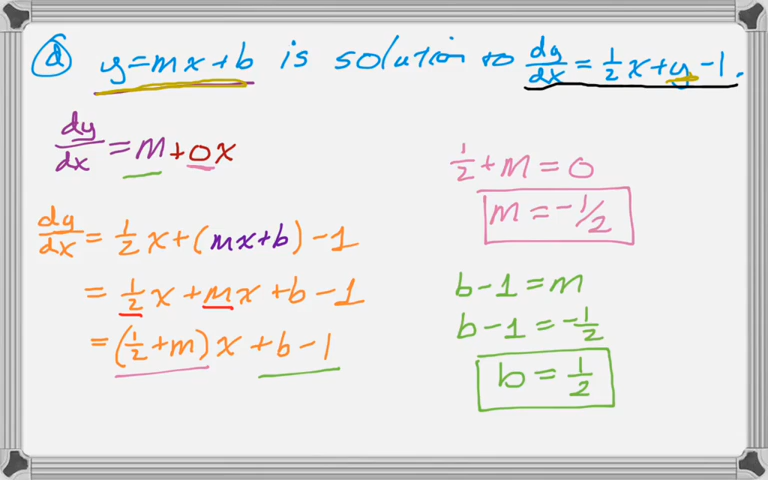 (d) y = mx + b is solution to dy/dx = 1/2 x + y - 1.
dy/dx = m + 0x
dy/dx = 1/2 x + (mx + b) - 1
= 1/2 x + mx + b - 1
= (1/2 + m) x + b - 1
1/2 + m = 0
m = -1/2
b - 1 = m
b - 1 = -1/2
b = 1/2